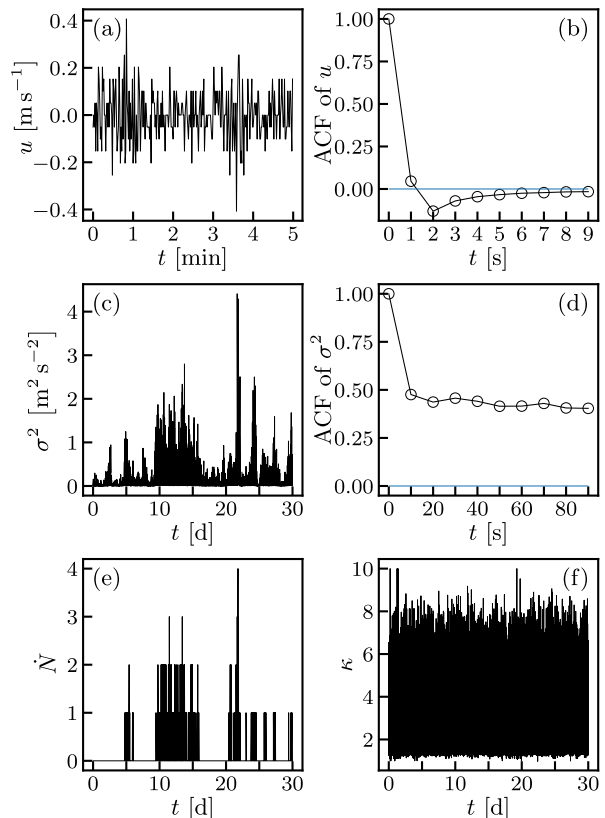 (a)
u [m s⁻¹]
0.4
0.2
0.0
−0.2
−0.4
0 1 2 3 4 5
t [min]
(b)
ACF of u
1.00
0.75
0.50
0.25
0.00
0 1 2 3 4 5 6 7 8 9
t [s]
(c)
σ² [m² s⁻²]
4
3
2
1
0
0 10 20 30
t [d]
(d)
ACF of σ²
1.00
0.75
0.50
0.25
0.00
0 20 40 60 80
t [s]
(e)
Ṅ
4
3
2
1
0
0 10 20 30
t [d]
(f)
κ
10
8
6
4
2
0 10 20 30
t [d]